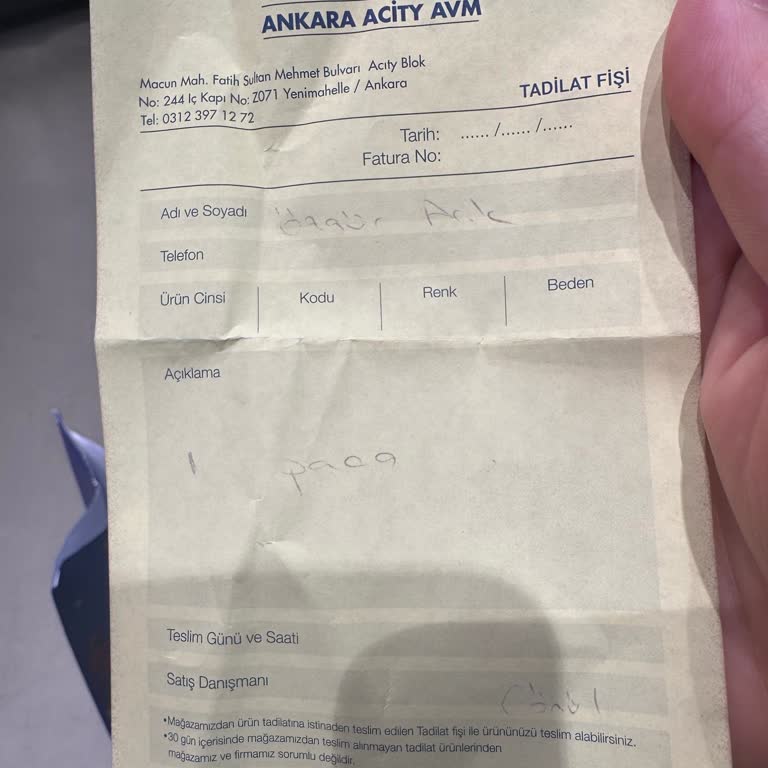 ANKARA ACITY AVM
Macun Mah. Fatih Sultan Mehmet Bulvarı Acıty Blok
No: 244 İç Kapı No: Z071 Yenimahalle / Ankara
Tel: 0312 397 12 72
TADİLAT FİŞİ
Tarih: ...... /...... /......
Fatura No:
Adı ve Soyadı Özgür Arık
Telefon
Ürün Cinsi Kodu Renk Beden
Açıklama
1 paça
Teslim Günü ve Saati
Satış Danışmanı Gönül
•Mağazamızdan ürün tadilatına istinaden teslim edilen Tadilat fişi ile ürününüzü teslim alabilirsiniz.
•30 gün içerisinde mağazamızdan teslim alınmayan tadilat ürünlerinden
mağazamız ve firmamız sorumlu değildir.